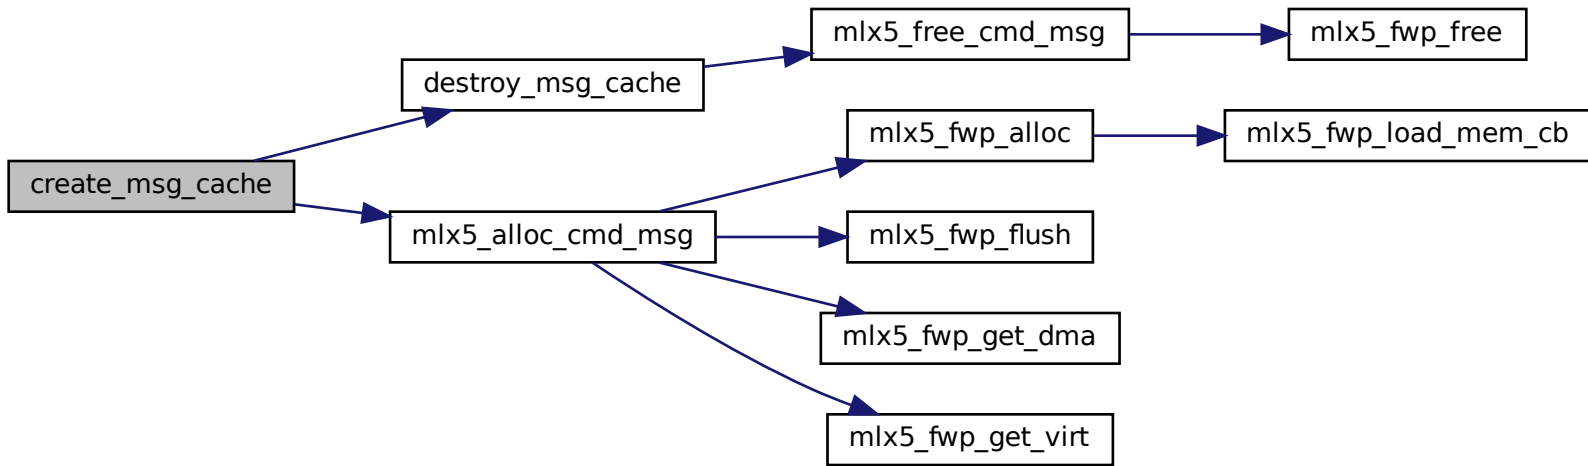 create_msg_cache
destroy_msg_cache
mlx5_free_cmd_msg
mlx5_fwp_free
mlx5_alloc_cmd_msg
mlx5_fwp_alloc
mlx5_fwp_load_mem_cb
mlx5_fwp_flush
mlx5_fwp_get_dma
mlx5_fwp_get_virt